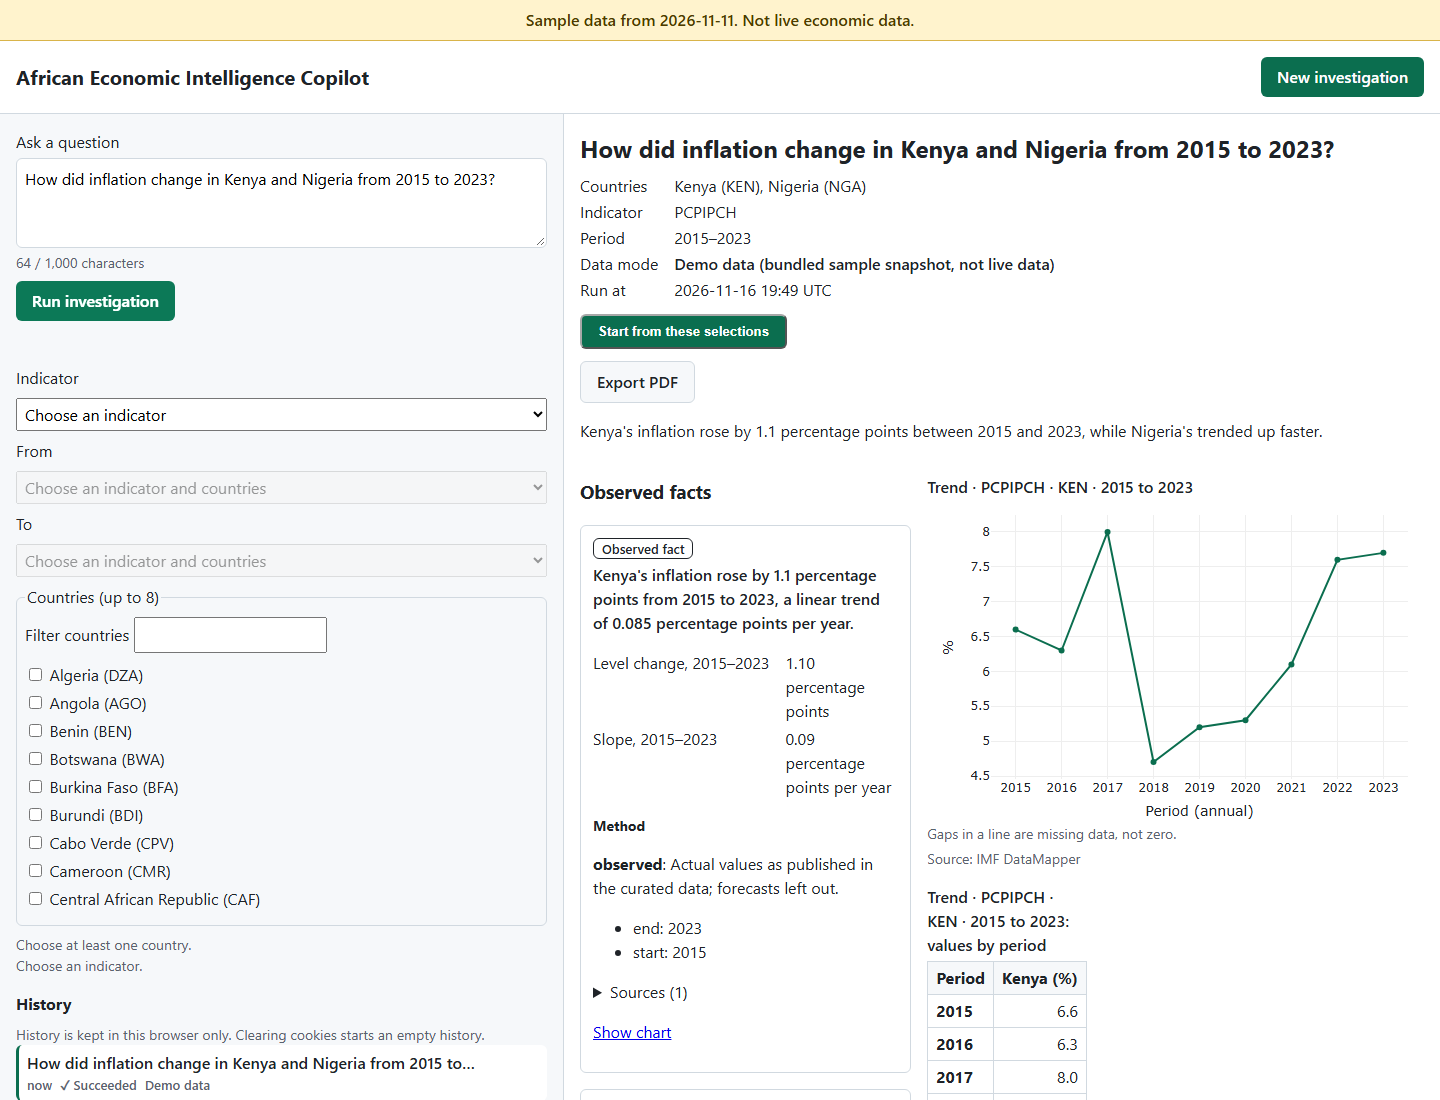 Sample data from 2026-11-11. Not live economic data.
African Economic Intelligence Copilot
New investigation
Ask a question
How did inflation change in Kenya and Nigeria from 2015 to 2023?
64 / 1,000 characters
Run investigation
Indicator
Choose an indicator
From
Choose an indicator and countries
To
Choose an indicator and countries
Countries (up to 8)
Filter countries
Algeria (DZA)
Angola (AGO)
Benin (BEN)
Botswana (BWA)
Burkina Faso (BFA)
Burundi (BDI)
Cabo Verde (CPV)
Cameroon (CMR)
Central African Republic (CAF)
Choose at least one country.
Choose an indicator.
History
History is kept in this browser only. Clearing cookies starts an empty history.
How did inflation change in Kenya and Nigeria from 2015 to...
now ✓ Succeeded Demo data
How did inflation change in Kenya and Nigeria from 2015 to 2023?
Countries Kenya (KEN), Nigeria (NGA)
Indicator PCPIPCH
Period 2015–2023
Data mode Demo data (bundled sample snapshot, not live data)
Run at 2026-11-16 19:49 UTC
Start from these selections
Export PDF
Kenya's inflation rose by 1.1 percentage points between 2015 and 2023, while Nigeria's trended up faster.
Observed facts
Observed fact
Kenya's inflation rose by 1.1 percentage
points from 2015 to 2023, a linear trend
of 0.085 percentage points per year.
Level change, 2015–2023 1.10
percentage
points
Slope, 2015–2023 0.09
percentage
points per year
Method
observed: Actual values as published in
the curated data; forecasts left out.
• end: 2023
• start: 2015
▶ Sources (1)
Show chart
Trend · PCPIPCH · KEN · 2015 to 2023
8
7.5
7
6.5
6
5.5
5
4.5
%
2015 2016 2017 2018 2019 2020 2021 2022 2023
Period (annual)
Gaps in a line are missing data, not zero.
Source: IMF DataMapper
Trend · PCPIPCH ·
KEN · 2015 to 2023:
values by period
Period Kenya (%)
2015 6.6
2016 6.3
2017 8.0